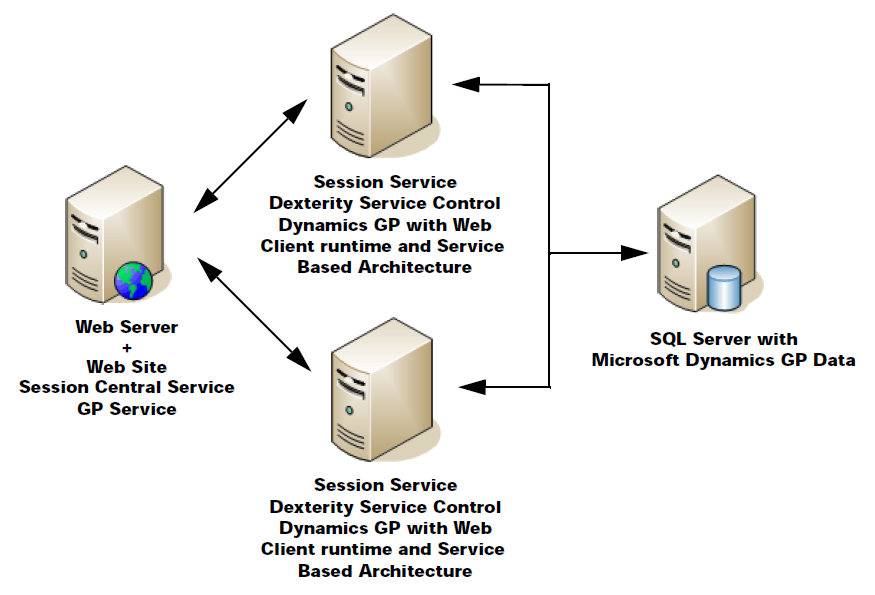 Session Service
Dexterity Service Control
Dynamics GP with Web
Client runtime and Service
Based Architecture
Web Server
+
Web Site
Session Central Service
GP Service
SQL Server with
Microsoft Dynamics GP Data
Session Service
Dexterity Service Control
Dynamics GP with Web
Client runtime and Service
Based Architecture